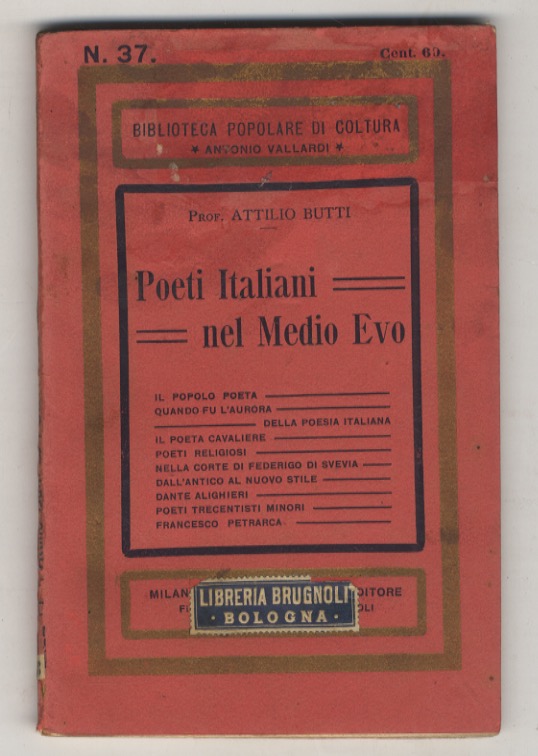 N. 37.
Cent. 60.
BIBLIOTECA POPOLARE DI COLTURA
* ANTONIO VALLARDI *
PROF. ATTILIO BUTTI
Poeti Italiani
nel Medio Evo
IL POPOLO POETA
QUANDO FU L'AURORA
DELLA POESIA ITALIANA
IL POETA CAVALIERE
POETI RELIGIOSI
NELLA CORTE DI FEDERIGO DI SVEVIA
DALL'ANTICO AL NUOVO STILE
DANTE ALIGHIERI
POETI TRECENTISTI MINORI
FRANCESCO PETRARCA
MILAN
LIBRERIA BRUGNOLI
· BOLOGNA ·